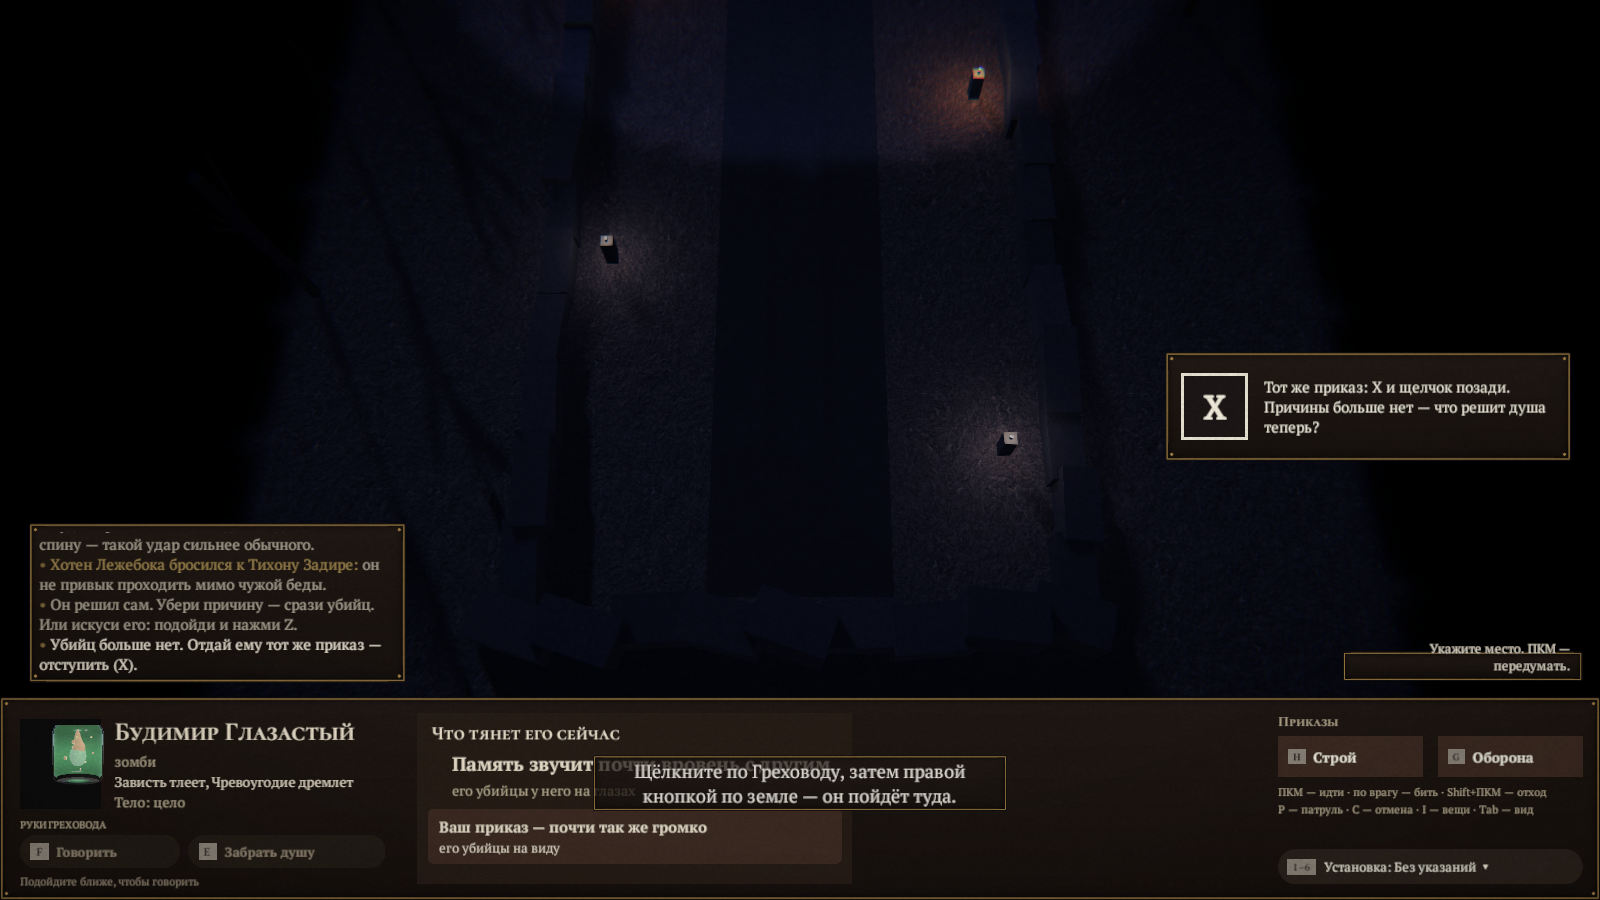 X
Тот же приказ: X и щелчок позади.
Причины больше нет — что решит душа
теперь?
спину — такой удар сильнее обычного.
• Хотен Лежебока бросился к Тихону Задире: он
не привык проходить мимо чужой беды.
• Он решил сам. Убери причину — срази убийц.
Или искуси его: подойди и нажми Z.
• Убийц больше нет. Отдай ему тот же приказ —
отступить (X).
Укажите место. ПКМ —
передумать.
Будимир Глазастый
зомби
Зависть тлеет, Чревоугодие дремлет
Тело: цело
РУКИ ГРЕХОВОДА
F Говорить
E Забрать душу
Подойдите ближе, чтобы говорить
Что тянет его сейчас
Память звучит почти вровень с другим
его убийцы у него на глазах
Щёлкните по Греховоду, затем правой
кнопкой по земле — он пойдёт туда.
Ваш приказ — почти так же громко
его убийцы на виду
Приказы
H Строй
G Оборона
ПКМ — идти · по врагу — бить · Shift+ПКМ — отход
P — патруль · C — отмена · I — вещи · Tab — вид
1–6 Установка: Без указаний ▾